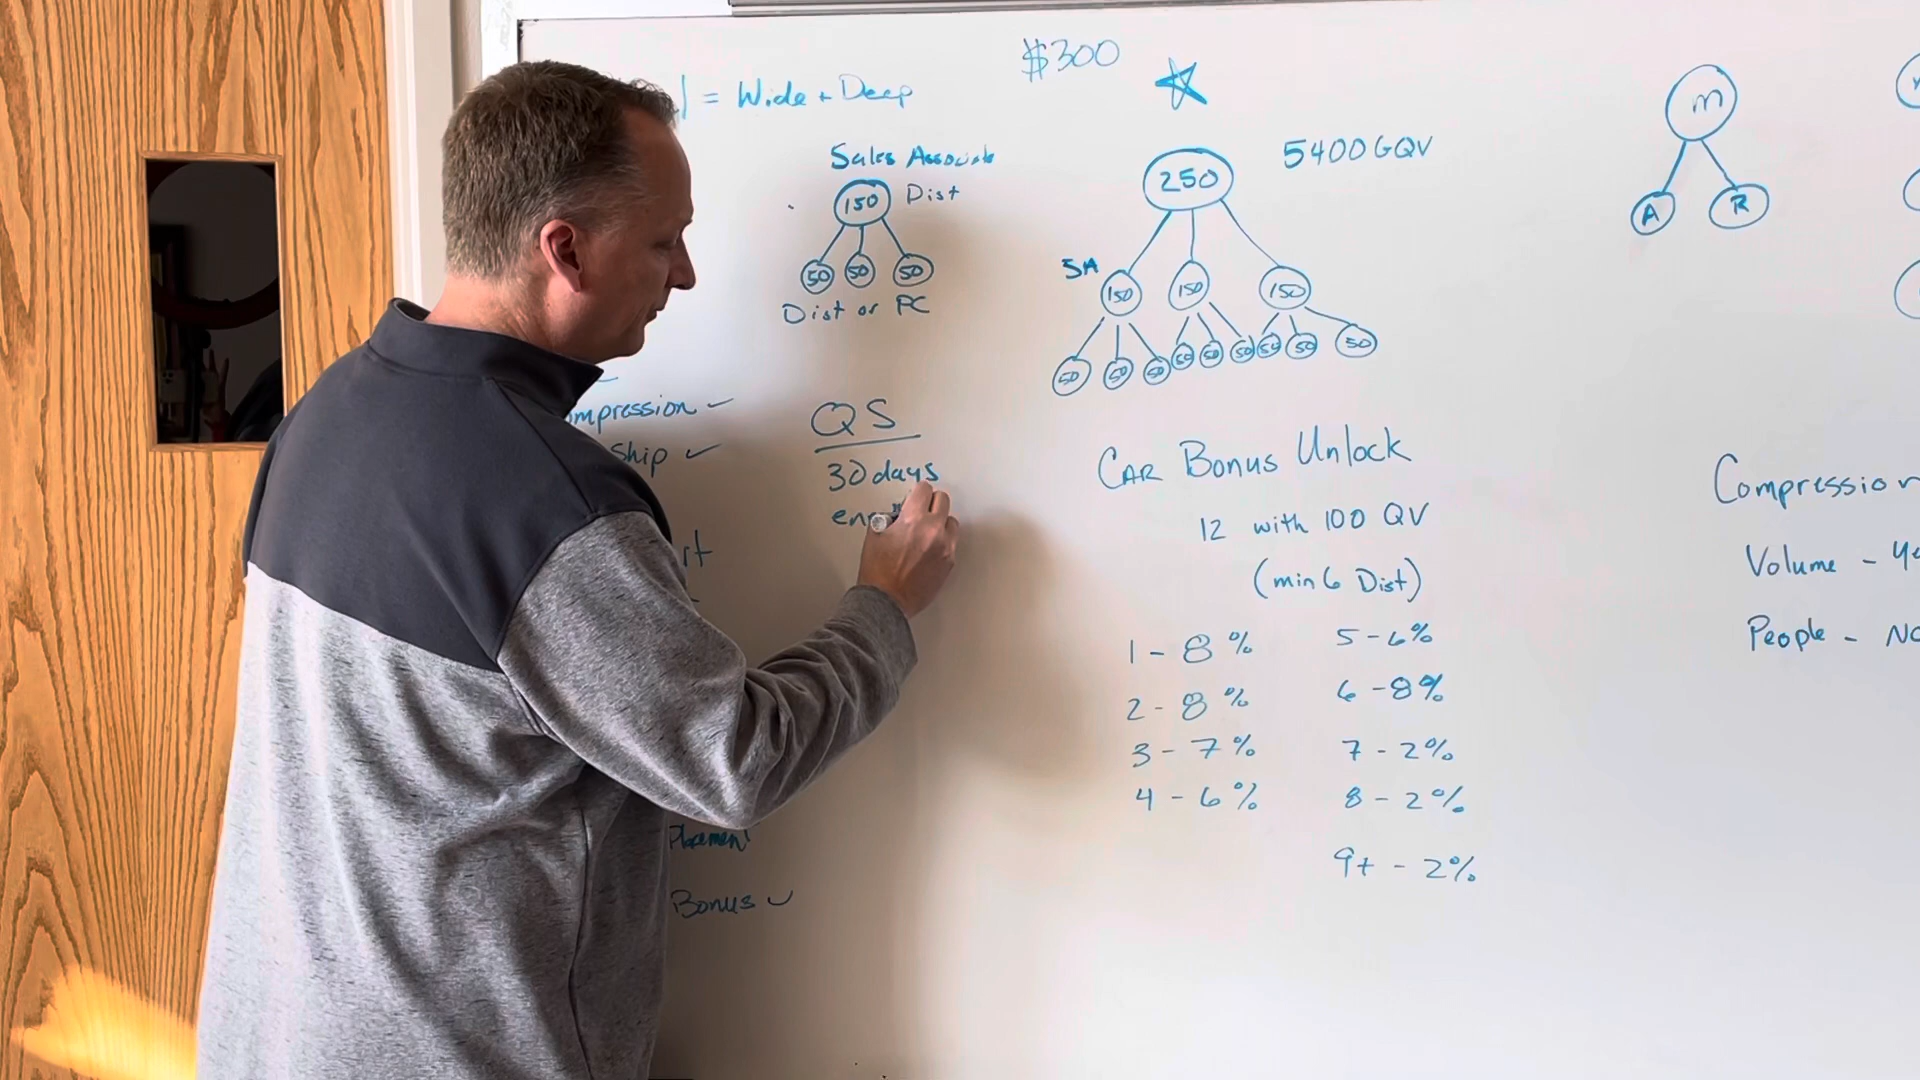 $300
= Wide + Deep
Sales Associate
150 Dist
50 50 50
Dist or PC
5400 GQV
250
SA
150 150 150
50 50 50 50 50 50 50 50 50
m
A R
mpression
ship
QS
30 days
Car Bonus Unlock
12 with 100 QV
(min 6 Dist)
1 - 8%
2 - 8%
3 - 7%
4 - 6%
5 - 6%
6 - 8%
7 - 2%
8 - 2%
9+ - 2%
Placement
Bonus
Compression
Volume - Ye
People - No